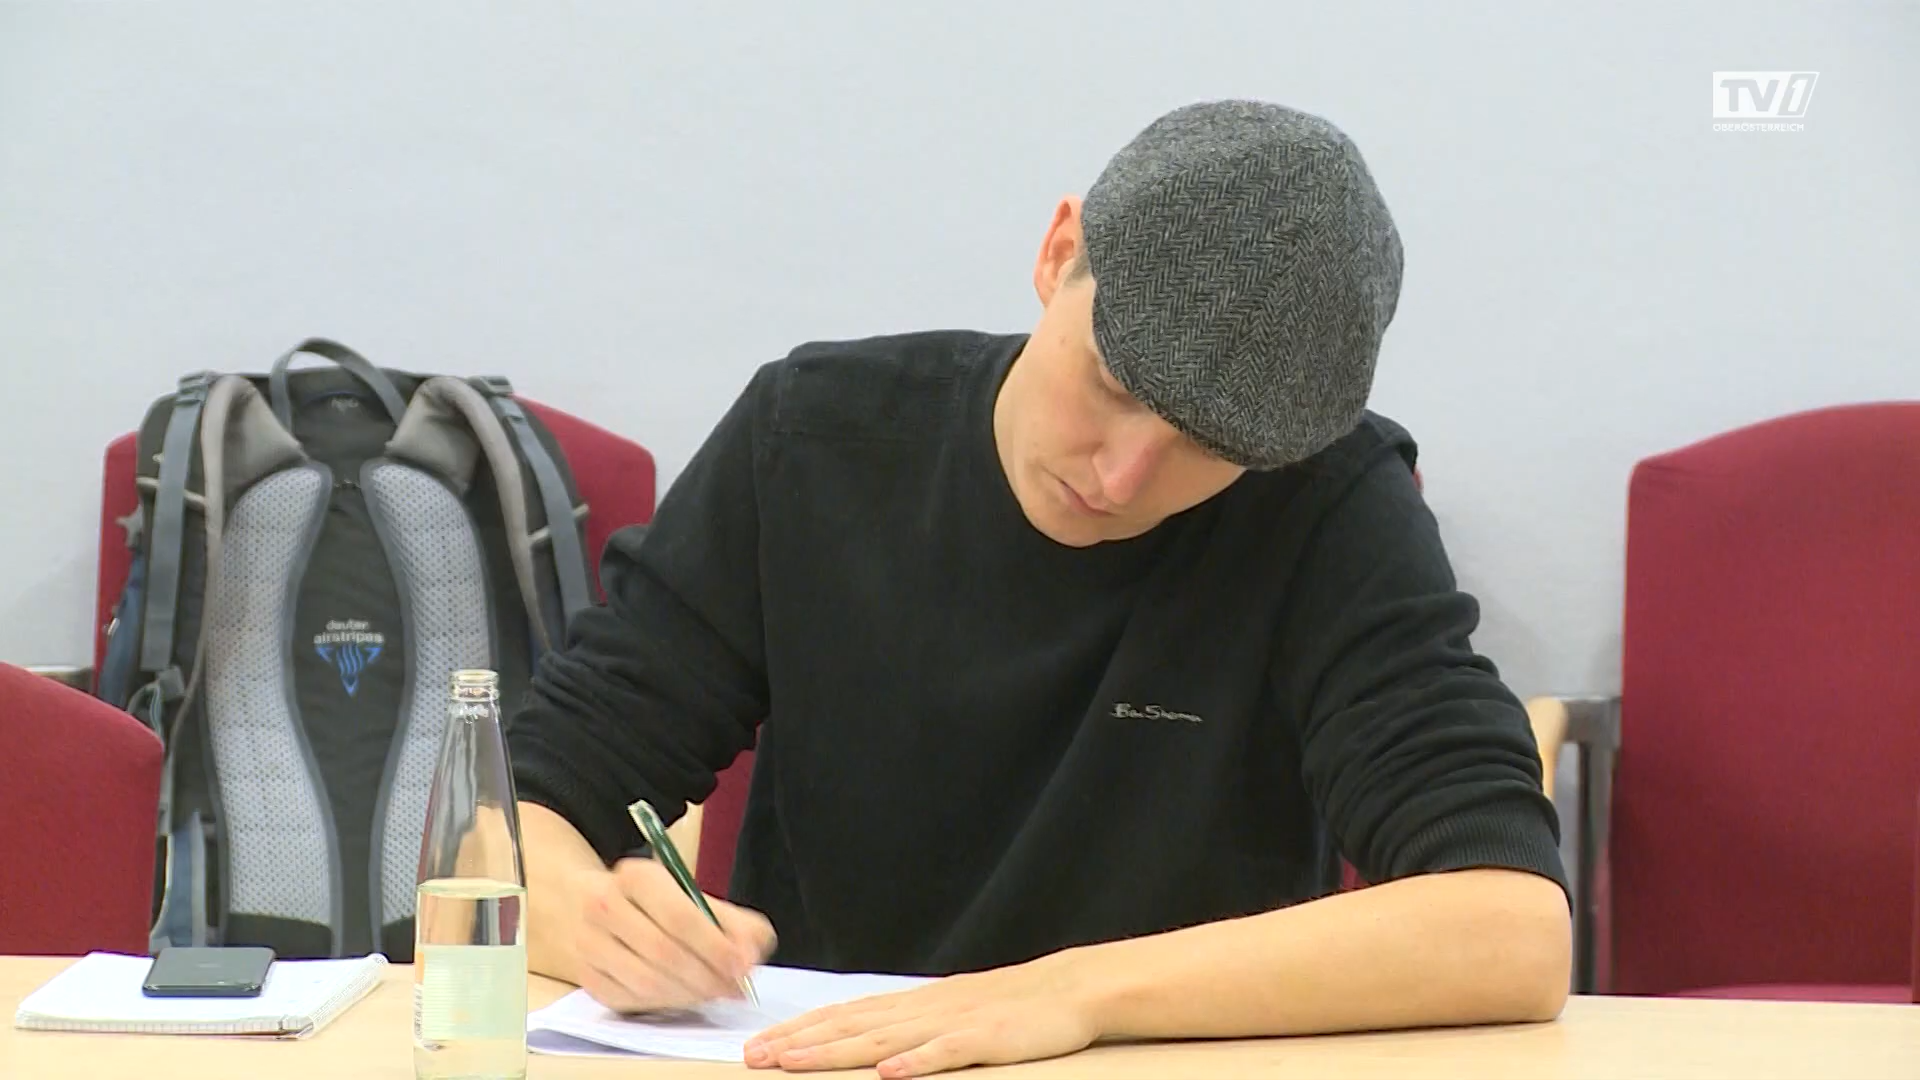 TV1
OBERÖSTERREICH
deuter
airstripes
Ben Sherman